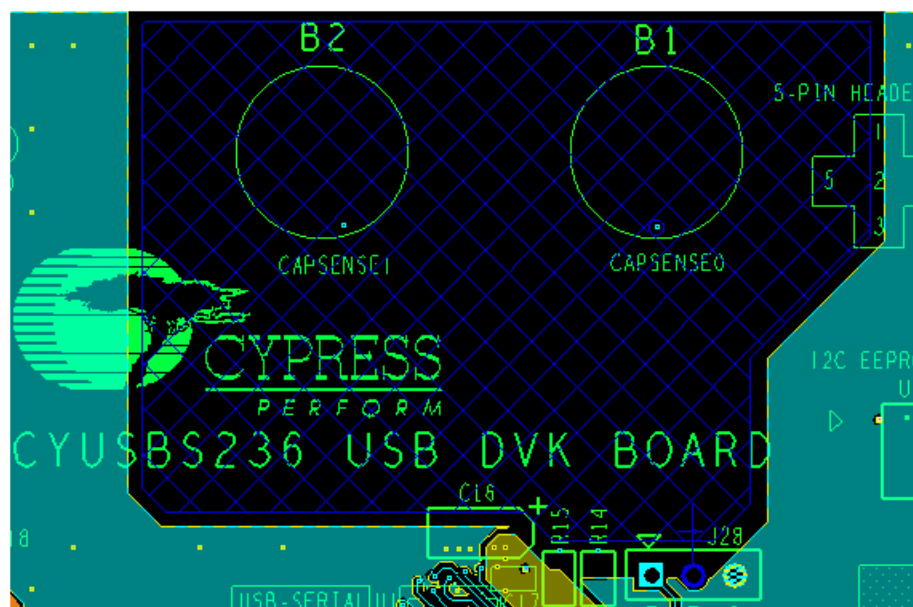 B2
B1
5-PIN HEADE
1
5
2
3
CAPSENSE1
CAPSENSE0
CYPRESS
PERFORM
I2C EEPR
U
CYUSBS236 USB DVK BOARD
C16
+
R15
R14
J28
18
USB-SERIAL